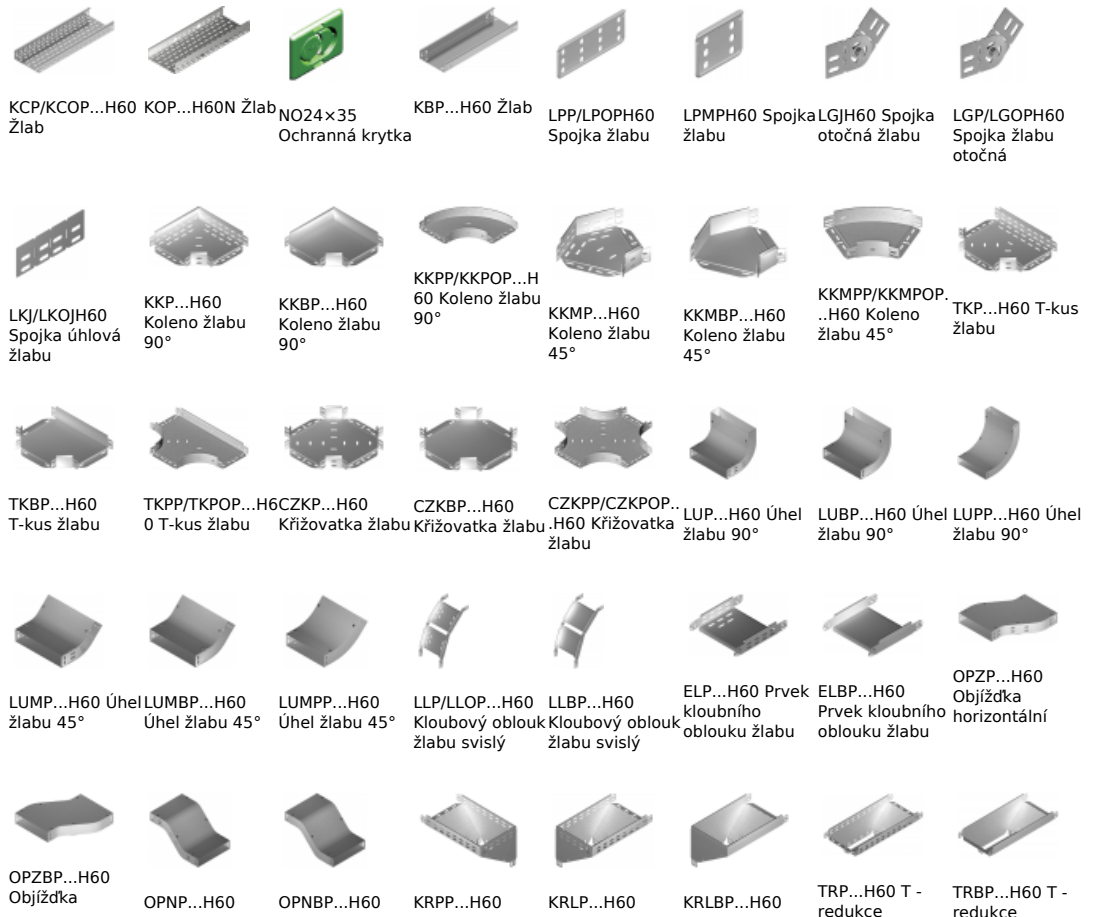 KCP/KCOP...H60
Žlab
KOP...H60N Žlab
NO24×35
Ochranná krytka
KBP...H60 Žlab
LPP/LPOPH60
Spojka žlabu
LPMPH60 Spojka
žlabu
LGJH60 Spojka
otočná žlabu
LGP/LGOPH60
Spojka žlabu
otočná
LKJ/LKOJH60
Spojka úhlová
žlabu
KKP...H60
Koleno žlabu
90°
KKBP...H60
Koleno žlabu
90°
KKPP/KKPOP...H
60 Koleno žlabu
90°
KKMP...H60
Koleno žlabu
45°
KKMBP...H60
Koleno žlabu
45°
KKMPP/KKMPOP.
..H60 Koleno
žlabu 45°
TKP...H60 T-kus
žlabu
TKBP...H60
T-kus žlabu
TKPP/TKPOP...H6
0 T-kus žlabu
CZKP...H60
Křižovatka žlabu
CZKBP...H60
Křižovatka žlabu
CZKPP/CZKPOP..
.H60 Křižovatka
žlabu
LUP...H60 Úhel
žlabu 90°
LUBP...H60 Úhel
žlabu 90°
LUPP...H60 Úhel
žlabu 90°
LUMP...H60 Úhel
žlabu 45°
LUMBP...H60
Úhel žlabu 45°
LUMPP...H60
Úhel žlabu 45°
LLP/LLOP...H60
Kloubový oblouk
žlabu svislý
LLBP...H60
Kloubový oblouk
žlabu svislý
ELP...H60 Prvek
kloubního
oblouku žlabu
ELBP...H60
Prvek kloubního
oblouku žlabu
OPZP...H60
Objížďka
horizontální
OPZBP...H60
Objížďka
OPNP...H60
OPNBP...H60
KRPP...H60
KRLP...H60
KRLBP...H60
TRP...H60 T -
redukce
TRBP...H60 T -
redukce